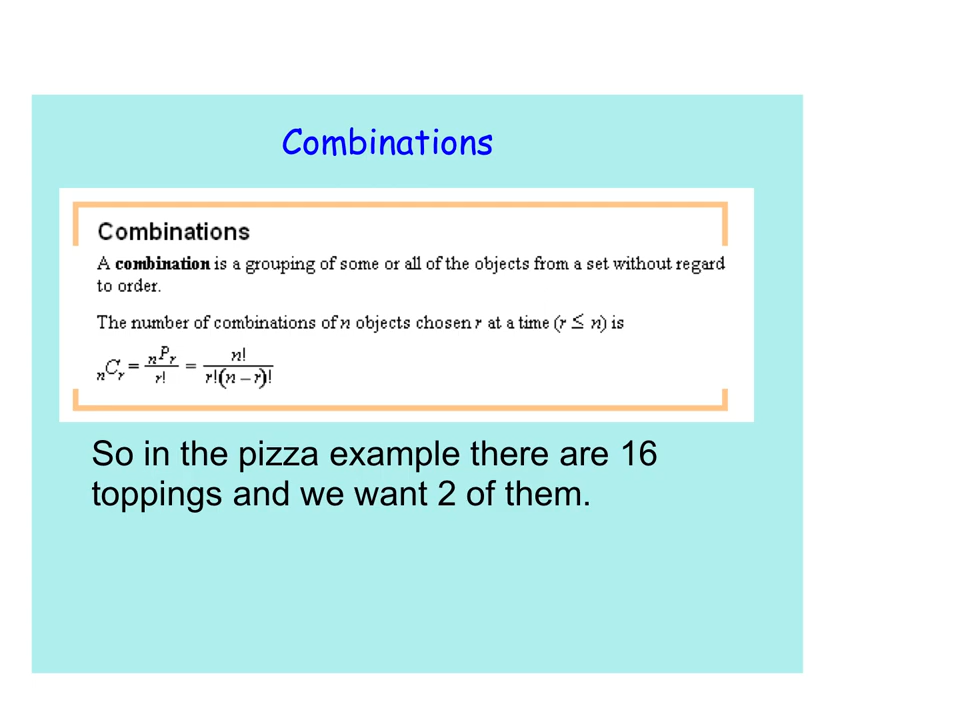 Combinations
Combinations
A combination is a grouping of some or all of the objects from a set without regard
to order.
The number of combinations of n objects chosen r at a time (r ≤ n) is
nCr = nPr / r! = n! / r!(n – r)!
So in the pizza example there are 16
toppings and we want 2 of them.